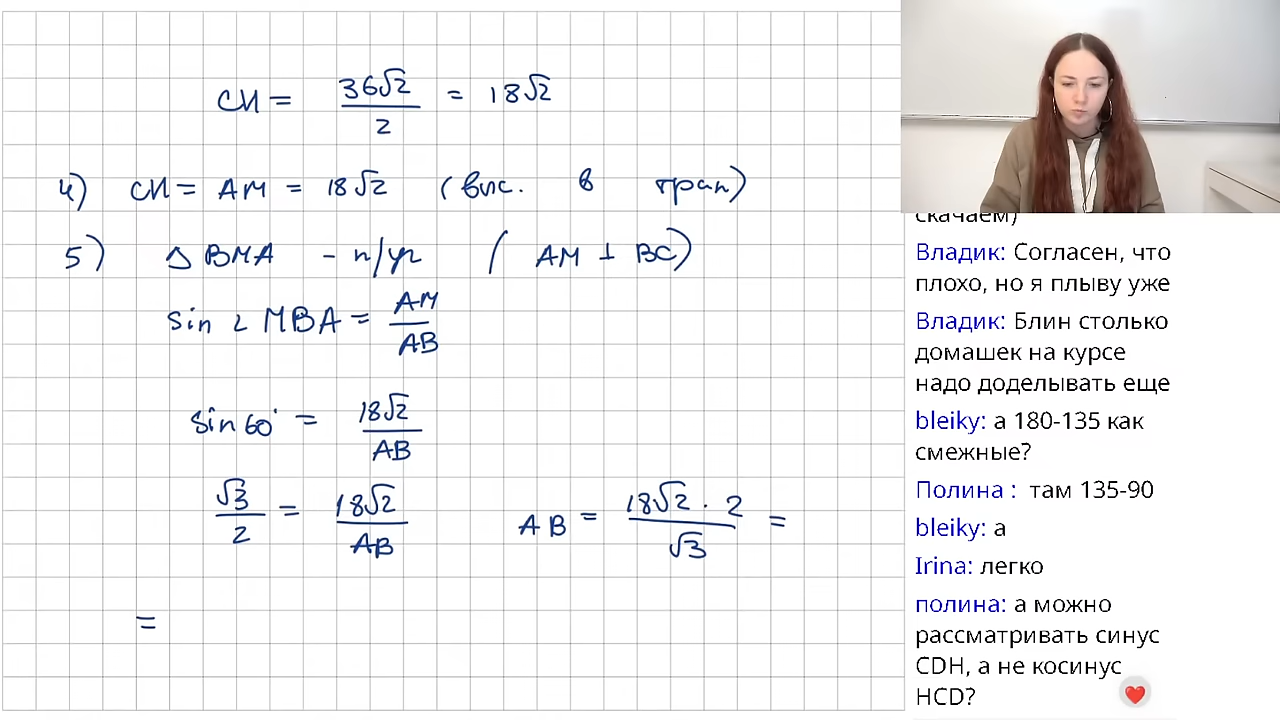 CH = 36√2/2 = 18√2
4) CH = AM = 18√2 (выс. в трап)
5) △ BMA - п/уг (AM ⊥ BC)
sin ∠ MBA = AM/AB
sin 60° = 18√2/AB
√3/2 = 18√2/AB AB = 18√2 · 2/√3 =
=
скачаем)
Владик: Согласен, что
плохо, но я плыву уже
Владик: Блин столько
домашек на курсе
надо доделывать еще
bleiky: а 180-135 как
смежные?
Полина : там 135-90
bleiky: а
Irina: легко
полина: а можно
рассматривать синус
CDH, а не косинус
HCD?